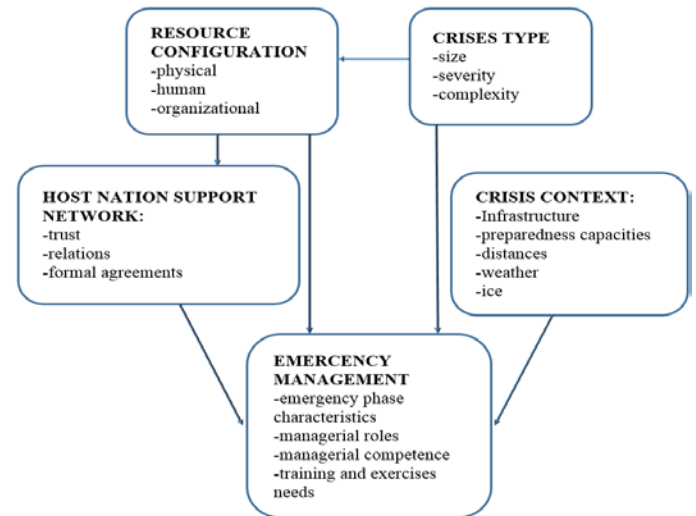 RESOURCE
CONFIGURATION
-physical
-human
-organizational
CRISES TYPE
-size
-severity
-complexity
HOST NATION SUPPORT
NETWORK:
-trust
-relations
-formal agreements
CRISIS CONTEXT:
-Infrastructure
-preparedness capacities
-distances
-weather
-ice
EMERCENCY
MANAGEMENT
-emergency phase
characteristics
-managerial roles
-managerial competence
-training and exercises
needs